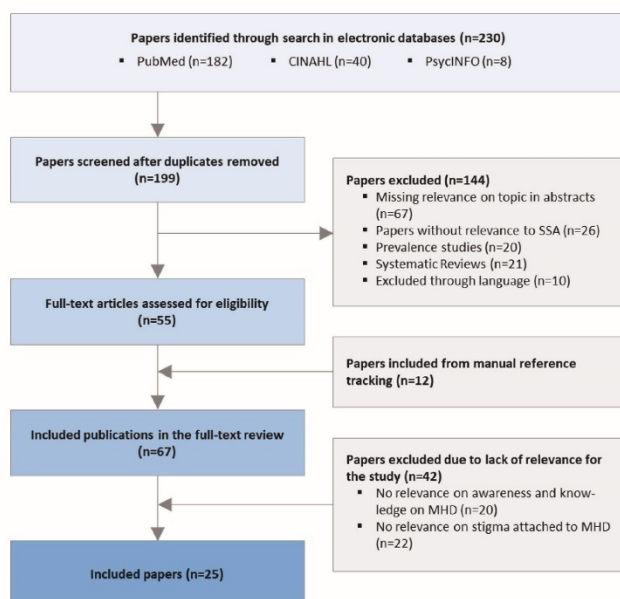 Papers identified through search in electronic databases (n=230)
▪ PubMed (n=182) ▪ CINAHL (n=40) ▪ PsycINFO (n=8)
Papers screened after duplicates removed
(n=199)
Papers excluded (n=144)
▪ Missing relevance on topic in abstracts
(n=67)
▪ Papers without relevance to SSA (n=26)
▪ Prevalence studies (n=20)
▪ Systematic Reviews (n=21)
▪ Excluded through language (n=10)
Full-text articles assessed for eligibility
(n=55)
Papers included from manual reference
tracking (n=12)
Included publications in the full-text review
(n=67)
Papers excluded due to lack of relevance for
the study (n=42)
▪ No relevance on awareness and know-
ledge on MHD (n=20)
▪ No relevance on stigma attached to MHD
(n=22)
Included papers (n=25)